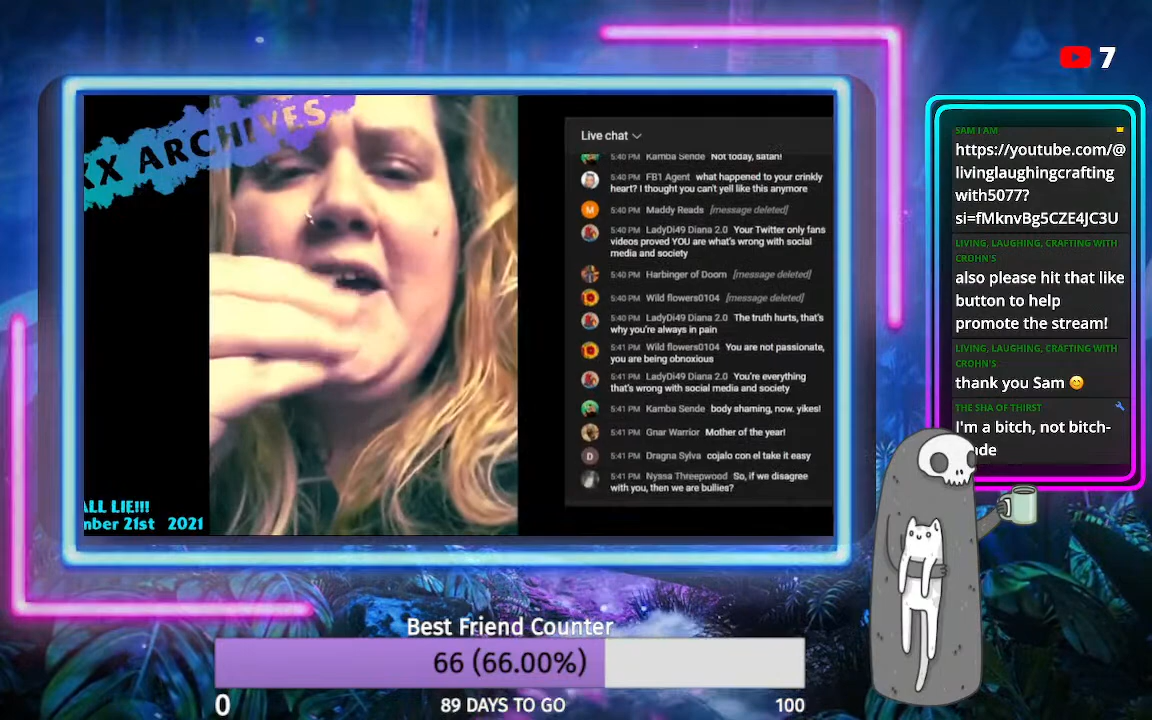 XX ARCHIVES
ALL LIE!!!
mber 21st 2021
Live chat
5:40 PM Kamba Sende Not today, satan!
5:40 PM FB1 Agent what happened to your crinkly
heart? I thought you can't yell like this anymore
5:40 PM Maddy Reads [message deleted]
5:40 PM LadyDi49 Diana 2.0 Your Twitter only fans
videos proved YOU are what's wrong with social
media and society
5:40 PM Harbinger of Doom [message deleted]
5:40 PM Wild flowers0104 [message deleted]
5:40 PM LadyDi49 Diana 2.0 The truth hurts, that's
why you're always in pain
5:41 PM Wild flowers0104 You are not passionate,
you are being obnoxious
5:41 PM LadyDi49 Diana 2.0 You're everything
that's wrong with social media and society
5:41 PM Kamba Sende body shaming, now. yikes!
5:41 PM Gnar Warrior Mother of the year!
D 5:41 PM Dragna Sylva cojalo con el take it easy
5:41 PM Nyssa Threepwood So, if we disagree
with you, then we are bullies?
7
SAM I AM
https://youtube.com/@
livinglaughingcrafting
with5077?
si=fMknvBg5CZE4JC3U
LIVING, LAUGHING, CRAFTING WITH
CROHN'S
also please hit that like
button to help
promote the stream!
LIVING, LAUGHING, CRAFTING WITH
CROHN'S
thank you Sam
THE SHA OF THIRST
I'm a bitch, not bitch-
Best Friend Counter
66 (66.00%)
0 89 DAYS TO GO 100